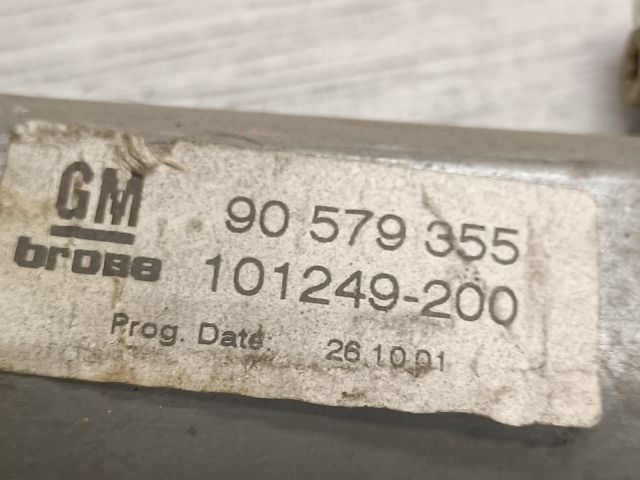 GM
90 579 355
brose
101249-200
Prog. Date 26.10.01